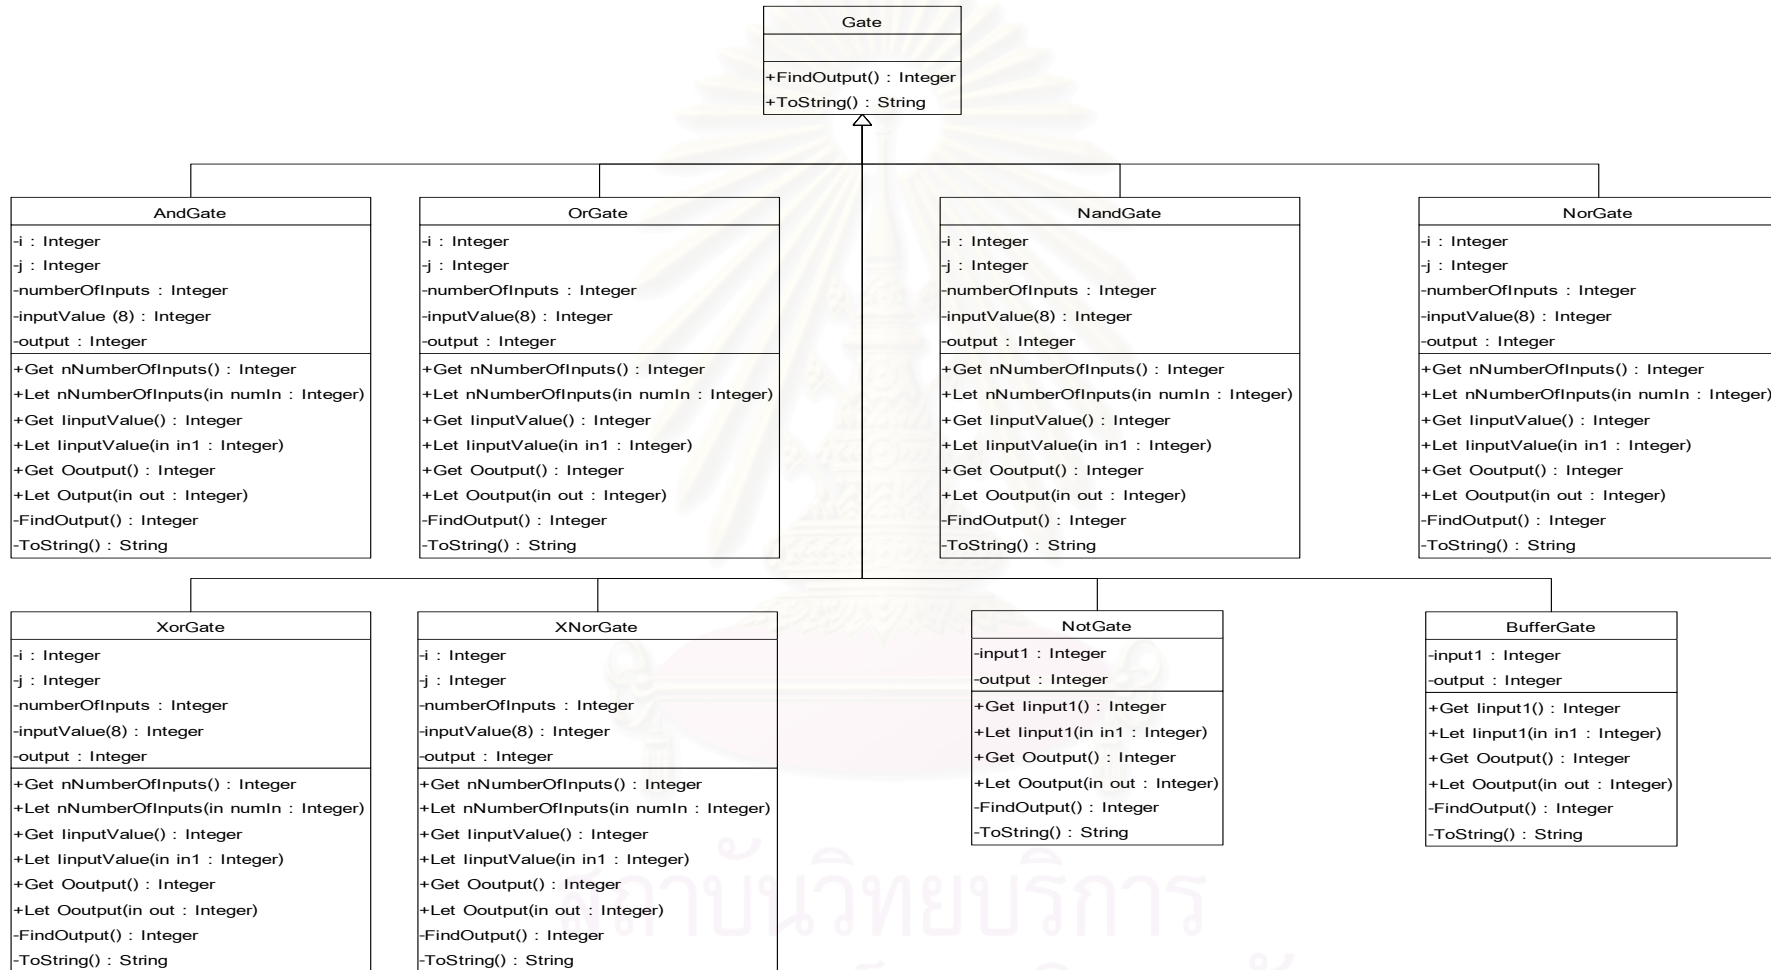 Gate
+FindOutput() : Integer
+ToString() : String
AndGate
-i : Integer
-j : Integer
-numberOfInputs : Integer
-inputValue (8) : Integer
-output : Integer
+Get nNumberOfInputs() : Integer
+Let nNumberOfInputs(in numIn : Integer)
+Get IinputValue() : Integer
+Let IinputValue(in in1 : Integer)
+Get Ooutput() : Integer
+Let Output(in out : Integer)
-FindOutput() : Integer
-ToString() : String
OrGate
-i : Integer
-j : Integer
-numberOfInputs : Integer
-inputValue(8) : Integer
-output : Integer
+Get nNumberOfInputs() : Integer
+Let nNumberOfInputs(in numIn : Integer)
+Get IinputValue() : Integer
+Let IinputValue(in in1 : Integer)
+Get Ooutput() : Integer
+Let Ooutput(in out : Integer)
-FindOutput() : Integer
-ToString() : String
NandGate
-i : Integer
-j : Integer
-numberOfInputs : Integer
-inputValue(8) : Integer
-output : Integer
+Get nNumberOfInputs() : Integer
+Let nNumberOfInputs(in numIn : Integer)
+Get IinputValue() : Integer
+Let IinputValue(in in1 : Integer)
+Get Ooutput() : Integer
+Let Ooutput(in out : Integer)
-FindOutput() : Integer
-ToString() : String
NorGate
-i : Integer
-j : Integer
-numberOfInputs : Integer
-inputValue(8) : Integer
-output : Integer
+Get nNumberOfInputs() : Integer
+Let nNumberOfInputs(in numIn : Integer)
+Get IinputValue() : Integer
+Let IinputValue(in in1 : Integer)
+Get Ooutput() : Integer
+Let Ooutput(in out : Integer)
-FindOutput() : Integer
-ToString() : String
XorGate
-i : Integer
-j : Integer
-numberOfInputs : Integer
-inputValue(8) : Integer
-output : Integer
+Get nNumberOfInputs() : Integer
+Let nNumberOfInputs(in numIn : Integer)
+Get IinputValue() : Integer
+Let IinputValue(in in1 : Integer)
+Get Ooutput() : Integer
+Let Ooutput(in out : Integer)
-FindOutput() : Integer
-ToString() : String
XNorGate
-i : Integer
-j : Integer
-numberOfInputs : Integer
-inputValue(8) : Integer
-output : Integer
+Get nNumberOfInputs() : Integer
+Let nNumberOfInputs(in numIn : Integer)
+Get IinputValue() : Integer
+Let IinputValue(in in1 : Integer)
+Get Ooutput() : Integer
+Let Ooutput(in out : Integer)
-FindOutput() : Integer
-ToString() : String
NotGate
-input1 : Integer
-output : Integer
+Get Iinput1() : Integer
+Let Iinput1(in in1 : Integer)
+Get Ooutput() : Integer
+Let Ooutput(in out : Integer)
-FindOutput() : Integer
-ToString() : String
BufferGate
-input1 : Integer
-output : Integer
+Get Iinput1() : Integer
+Let Iinput1(in in1 : Integer)
+Get Ooutput() : Integer
+Let Ooutput(in out : Integer)
-FindOutput() : Integer
-ToString() : String
สถาบันวิทยบริการ